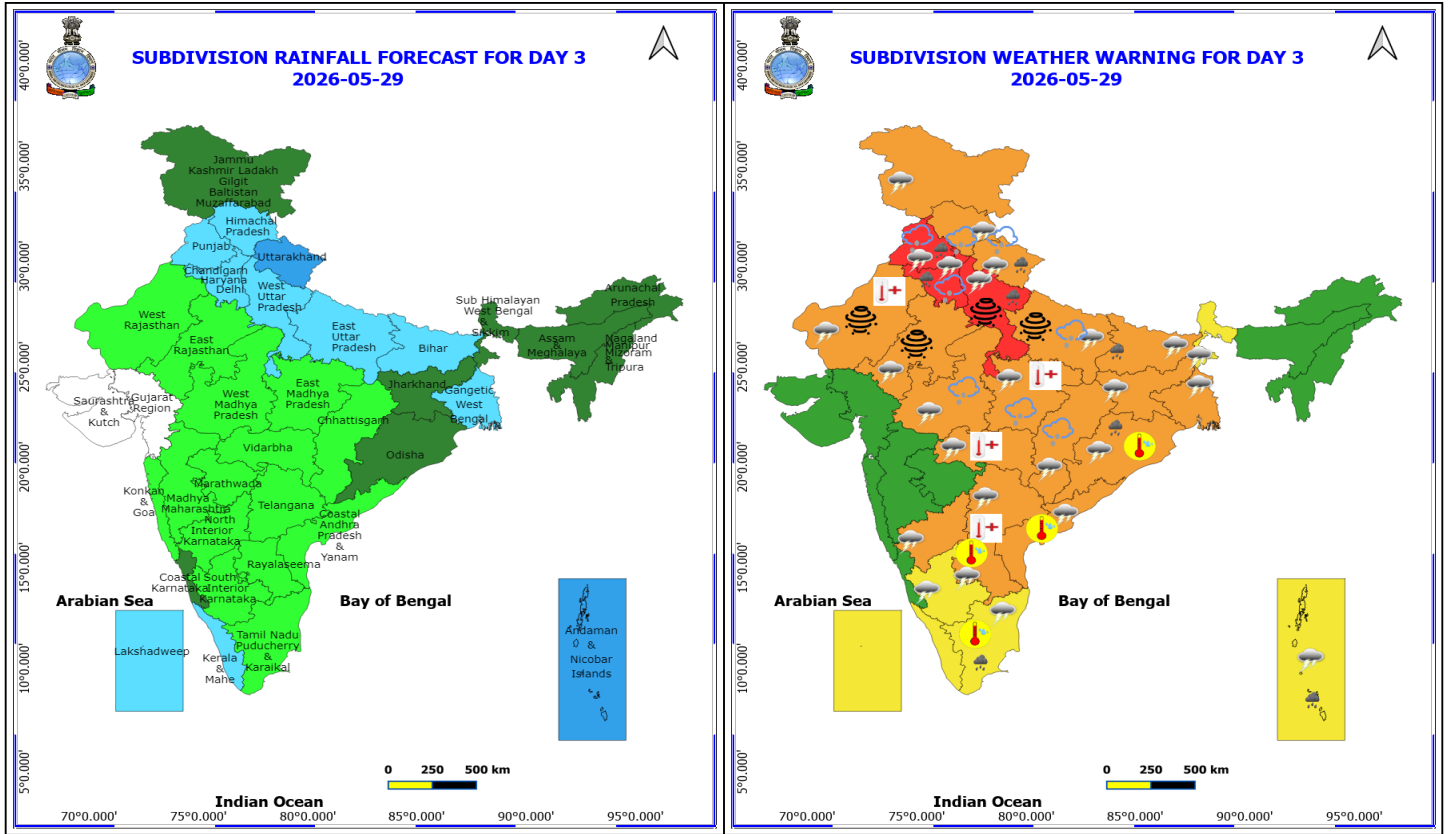 SUBDIVISION RAINFALL FORECAST FOR DAY 3
2026-05-29
40°0.000'
35°0.000'
30°0.000'
25°0.000'
20°0.000'
15°0.000'
10°0.000'
5°0.000'
Jammu
Kashmir Ladakh
Gilgit
Baltistan
Muzaffarabad
Himachal
Pradesh
Punjab
Uttarakhand
Chandigarh
Haryana
Delhi
West
Uttar
Pradesh
Arunachal
Pradesh
Sub Himalayan
West Bengal
&
Sikkim
West
Rajasthan
East
Rajasthan
East
Uttar
Pradesh
Bihar
Assam
&
Meghalaya
Nagaland
Manipur
Mizoram
&
Tripura
Jharkhand
Gangetic
West
Bengal
Saurashtra
&
Kutch
Gujarat
Region
West
Madhya
Pradesh
East
Madhya
Pradesh
Chhattisgarh
Vidarbha
Odisha
Konkan
&
Goa
Marathwada
Madhya
Maharashtra
Telangana
North
Interior
Karnataka
Coastal
Andhra
Pradesh
&
Yanam
Rayalaseema
Coastal
Karnataka
South
Interior
Karnataka
Arabian Sea
Bay of Bengal
Lakshadweep
Kerala
&
Mahe
Tamil Nadu
Puducherry
&
Karaikal
Andaman
&
Nicobar
Islands
0 250 500 km
Indian Ocean
70°0.000' 75°0.000' 80°0.000' 85°0.000' 90°0.000' 95°0.000'
SUBDIVISION WEATHER WARNING FOR DAY 3
2026-05-29
40°0.000'
35°0.000'
30°0.000'
25°0.000'
20°0.000'
15°0.000'
10°0.000'
5°0.000'
Arabian Sea
Bay of Bengal
0 250 500 km
Indian Ocean
70°0.000' 75°0.000' 80°0.000' 85°0.000' 90°0.000' 95°0.000'